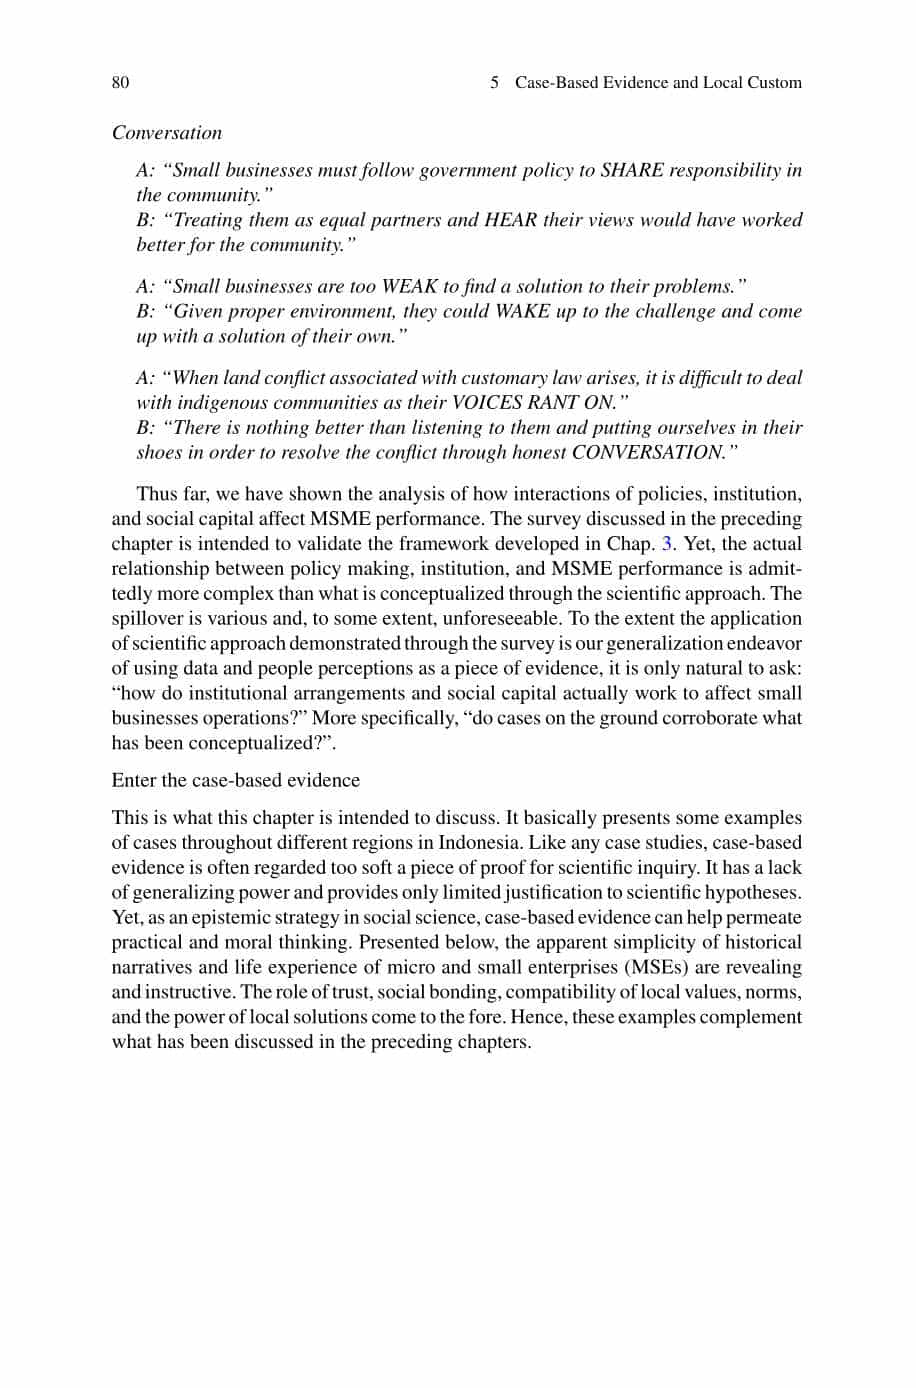 80 5 Case-Based Evidence and Local Custom
Conversation
A: “Small businesses must follow government policy to SHARE responsibility in
the community.”
B: “Treating them as equal partners and HEAR their views would have worked
better for the community.”
A: “Small businesses are too WEAK to find a solution to their problems.”
B: “Given proper environment, they could WAKE up to the challenge and come
up with a solution of their own.”
A: “When land conflict associated with customary law arises, it is difficult to deal
with indigenous communities as their VOICES RANT ON.”
B: “There is nothing better than listening to them and putting ourselves in their
shoes in order to resolve the conflict through honest CONVERSATION.”
Thus far, we have shown the analysis of how interactions of policies, institution,
and social capital affect MSME performance. The survey discussed in the preceding
chapter is intended to validate the framework developed in Chap. 3. Yet, the actual
relationship between policy making, institution, and MSME performance is admit-
tedly more complex than what is conceptualized through the scientific approach. The
spillover is various and, to some extent, unforeseeable. To the extent the application
of scientific approach demonstrated through the survey is our generalization endeavor
of using data and people perceptions as a piece of evidence, it is only natural to ask:
“how do institutional arrangements and social capital actually work to affect small
businesses operations?” More specifically, “do cases on the ground corroborate what
has been conceptualized?”.
Enter the case-based evidence
This is what this chapter is intended to discuss. It basically presents some examples
of cases throughout different regions in Indonesia. Like any case studies, case-based
evidence is often regarded too soft a piece of proof for scientific inquiry. It has a lack
of generalizing power and provides only limited justification to scientific hypotheses.
Yet, as an epistemic strategy in social science, case-based evidence can help permeate
practical and moral thinking. Presented below, the apparent simplicity of historical
narratives and life experience of micro and small enterprises (MSEs) are revealing
and instructive. The role of trust, social bonding, compatibility of local values, norms,
and the power of local solutions come to the fore. Hence, these examples complement
what has been discussed in the preceding chapters.